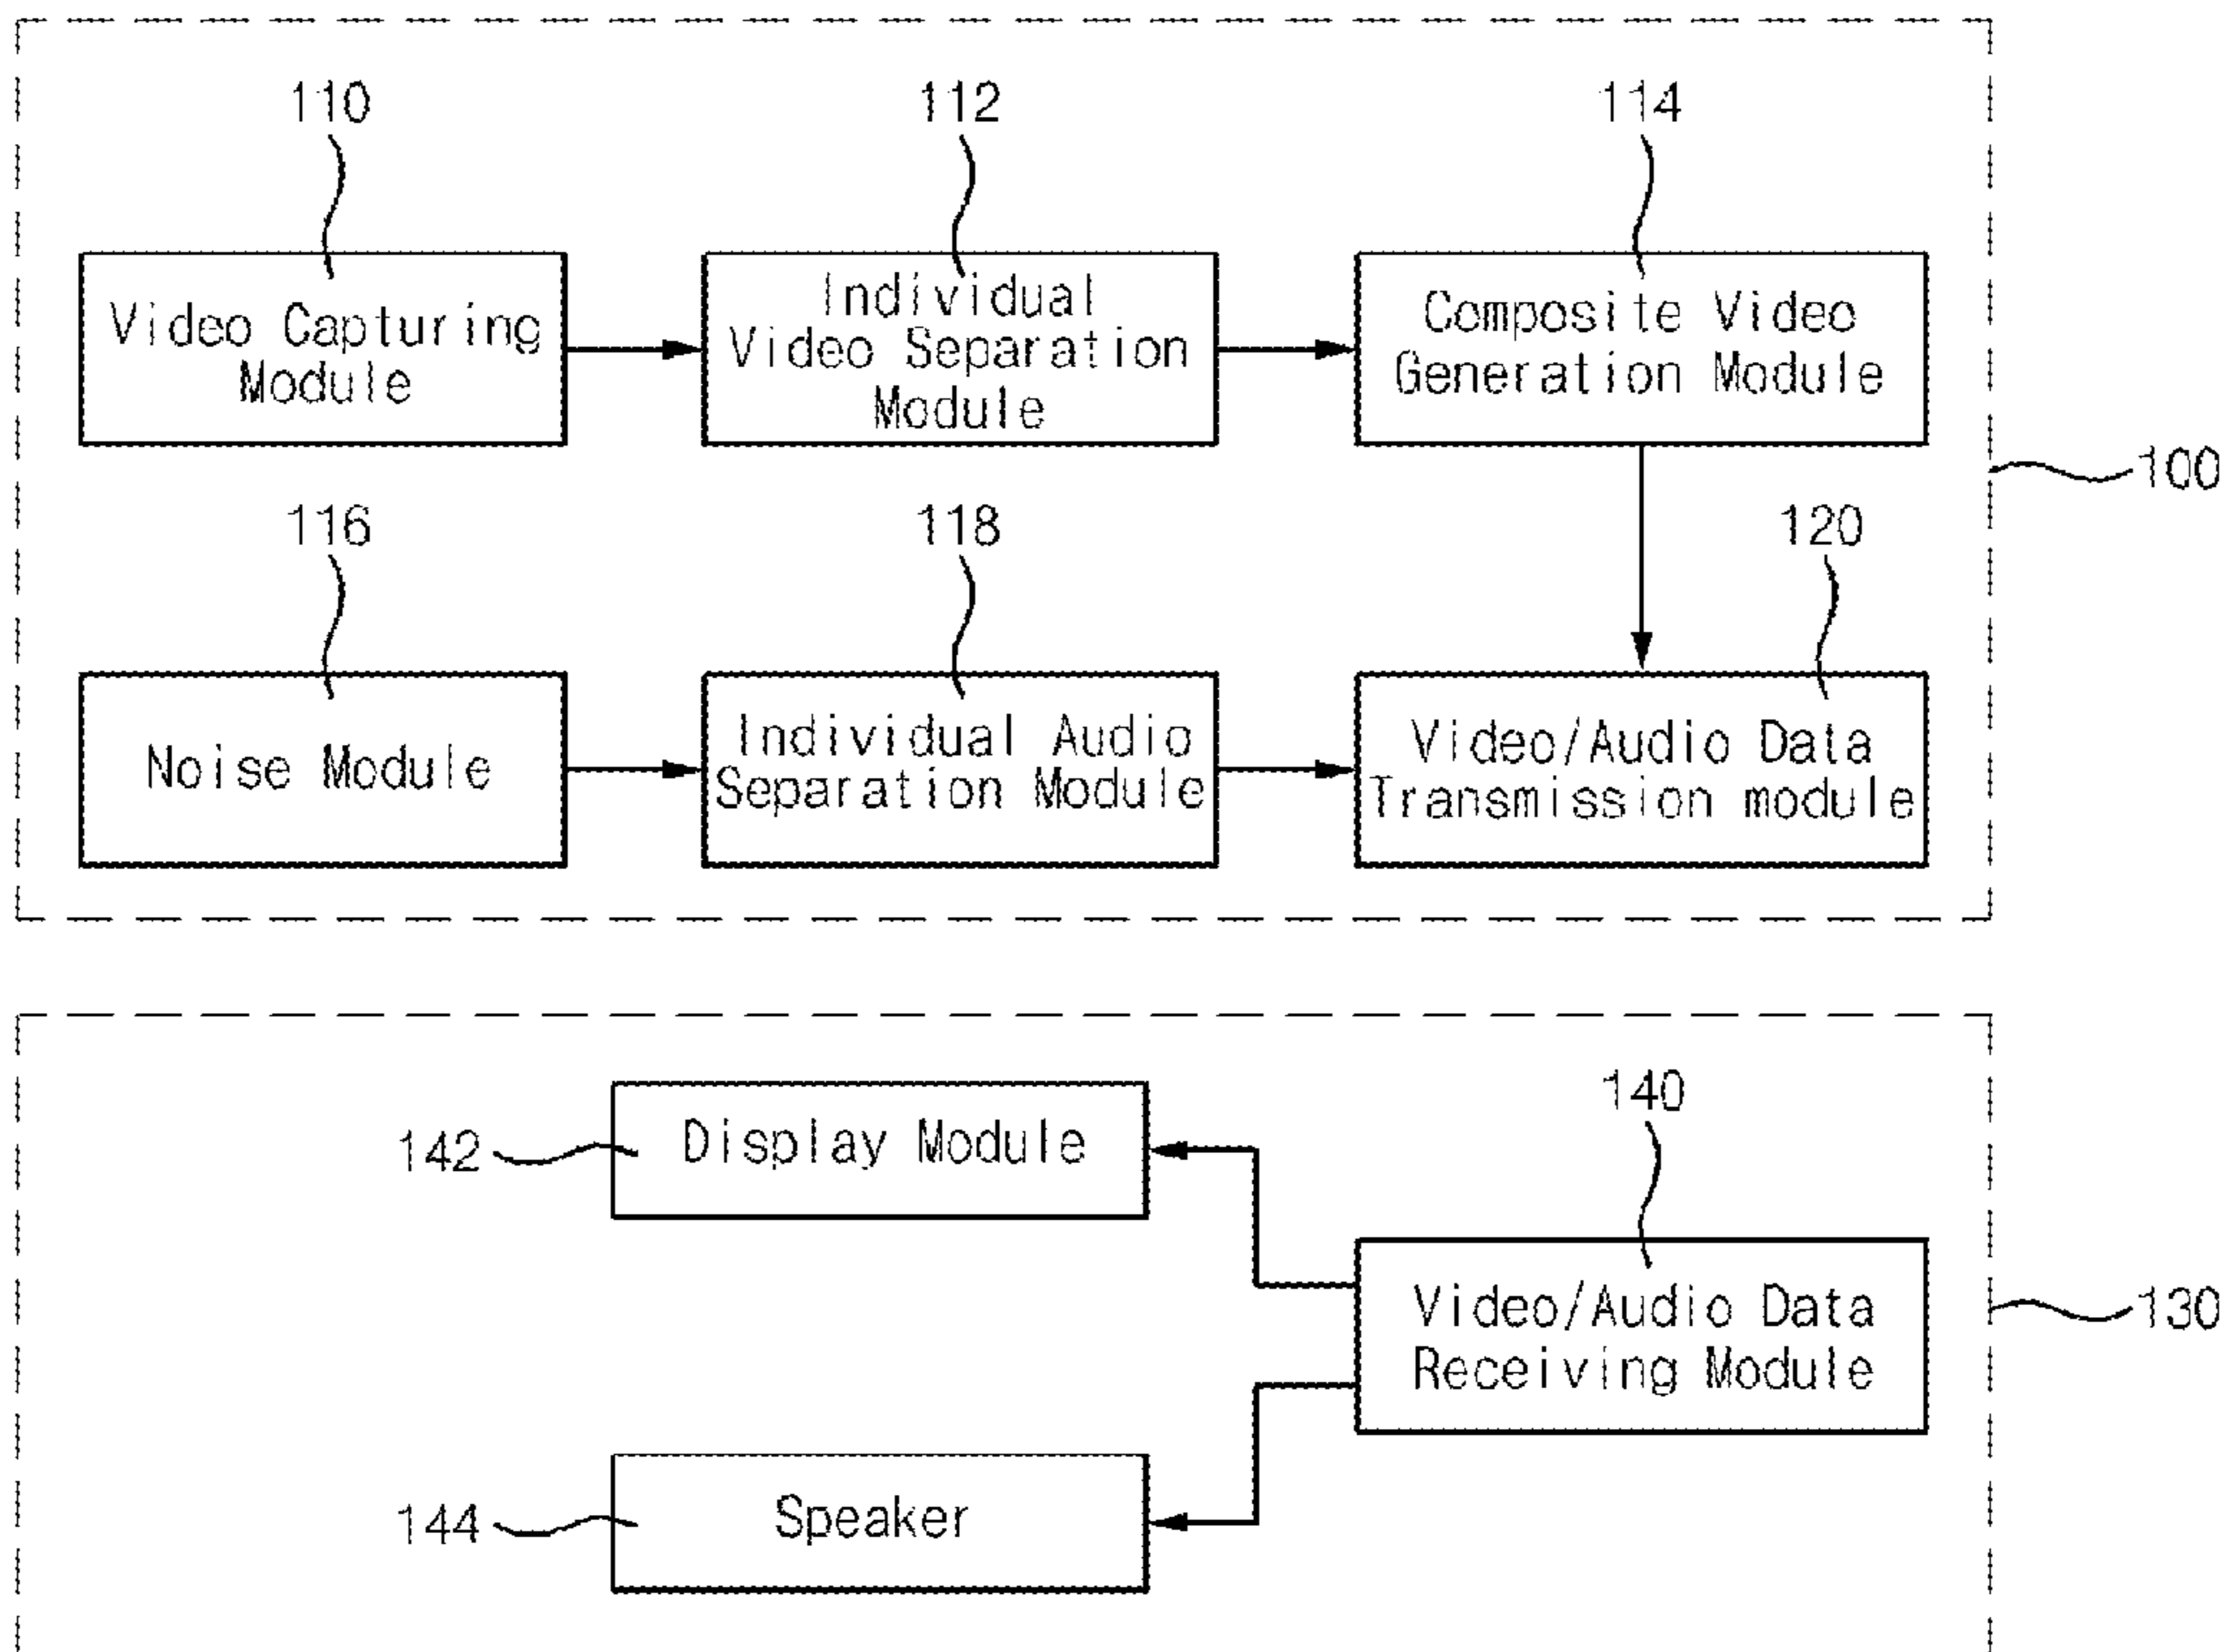 110
112
114
Video Capturing
Module
Individual
Video Separation
Module
Composite Video
Generation Module
100
116
118
120
Noise Module
Individual Audio
Separation Module
Video/Audio Data
Transmission module
140
142
Display Module
Video/Audio Data
Receiving Module
130
144
Speaker